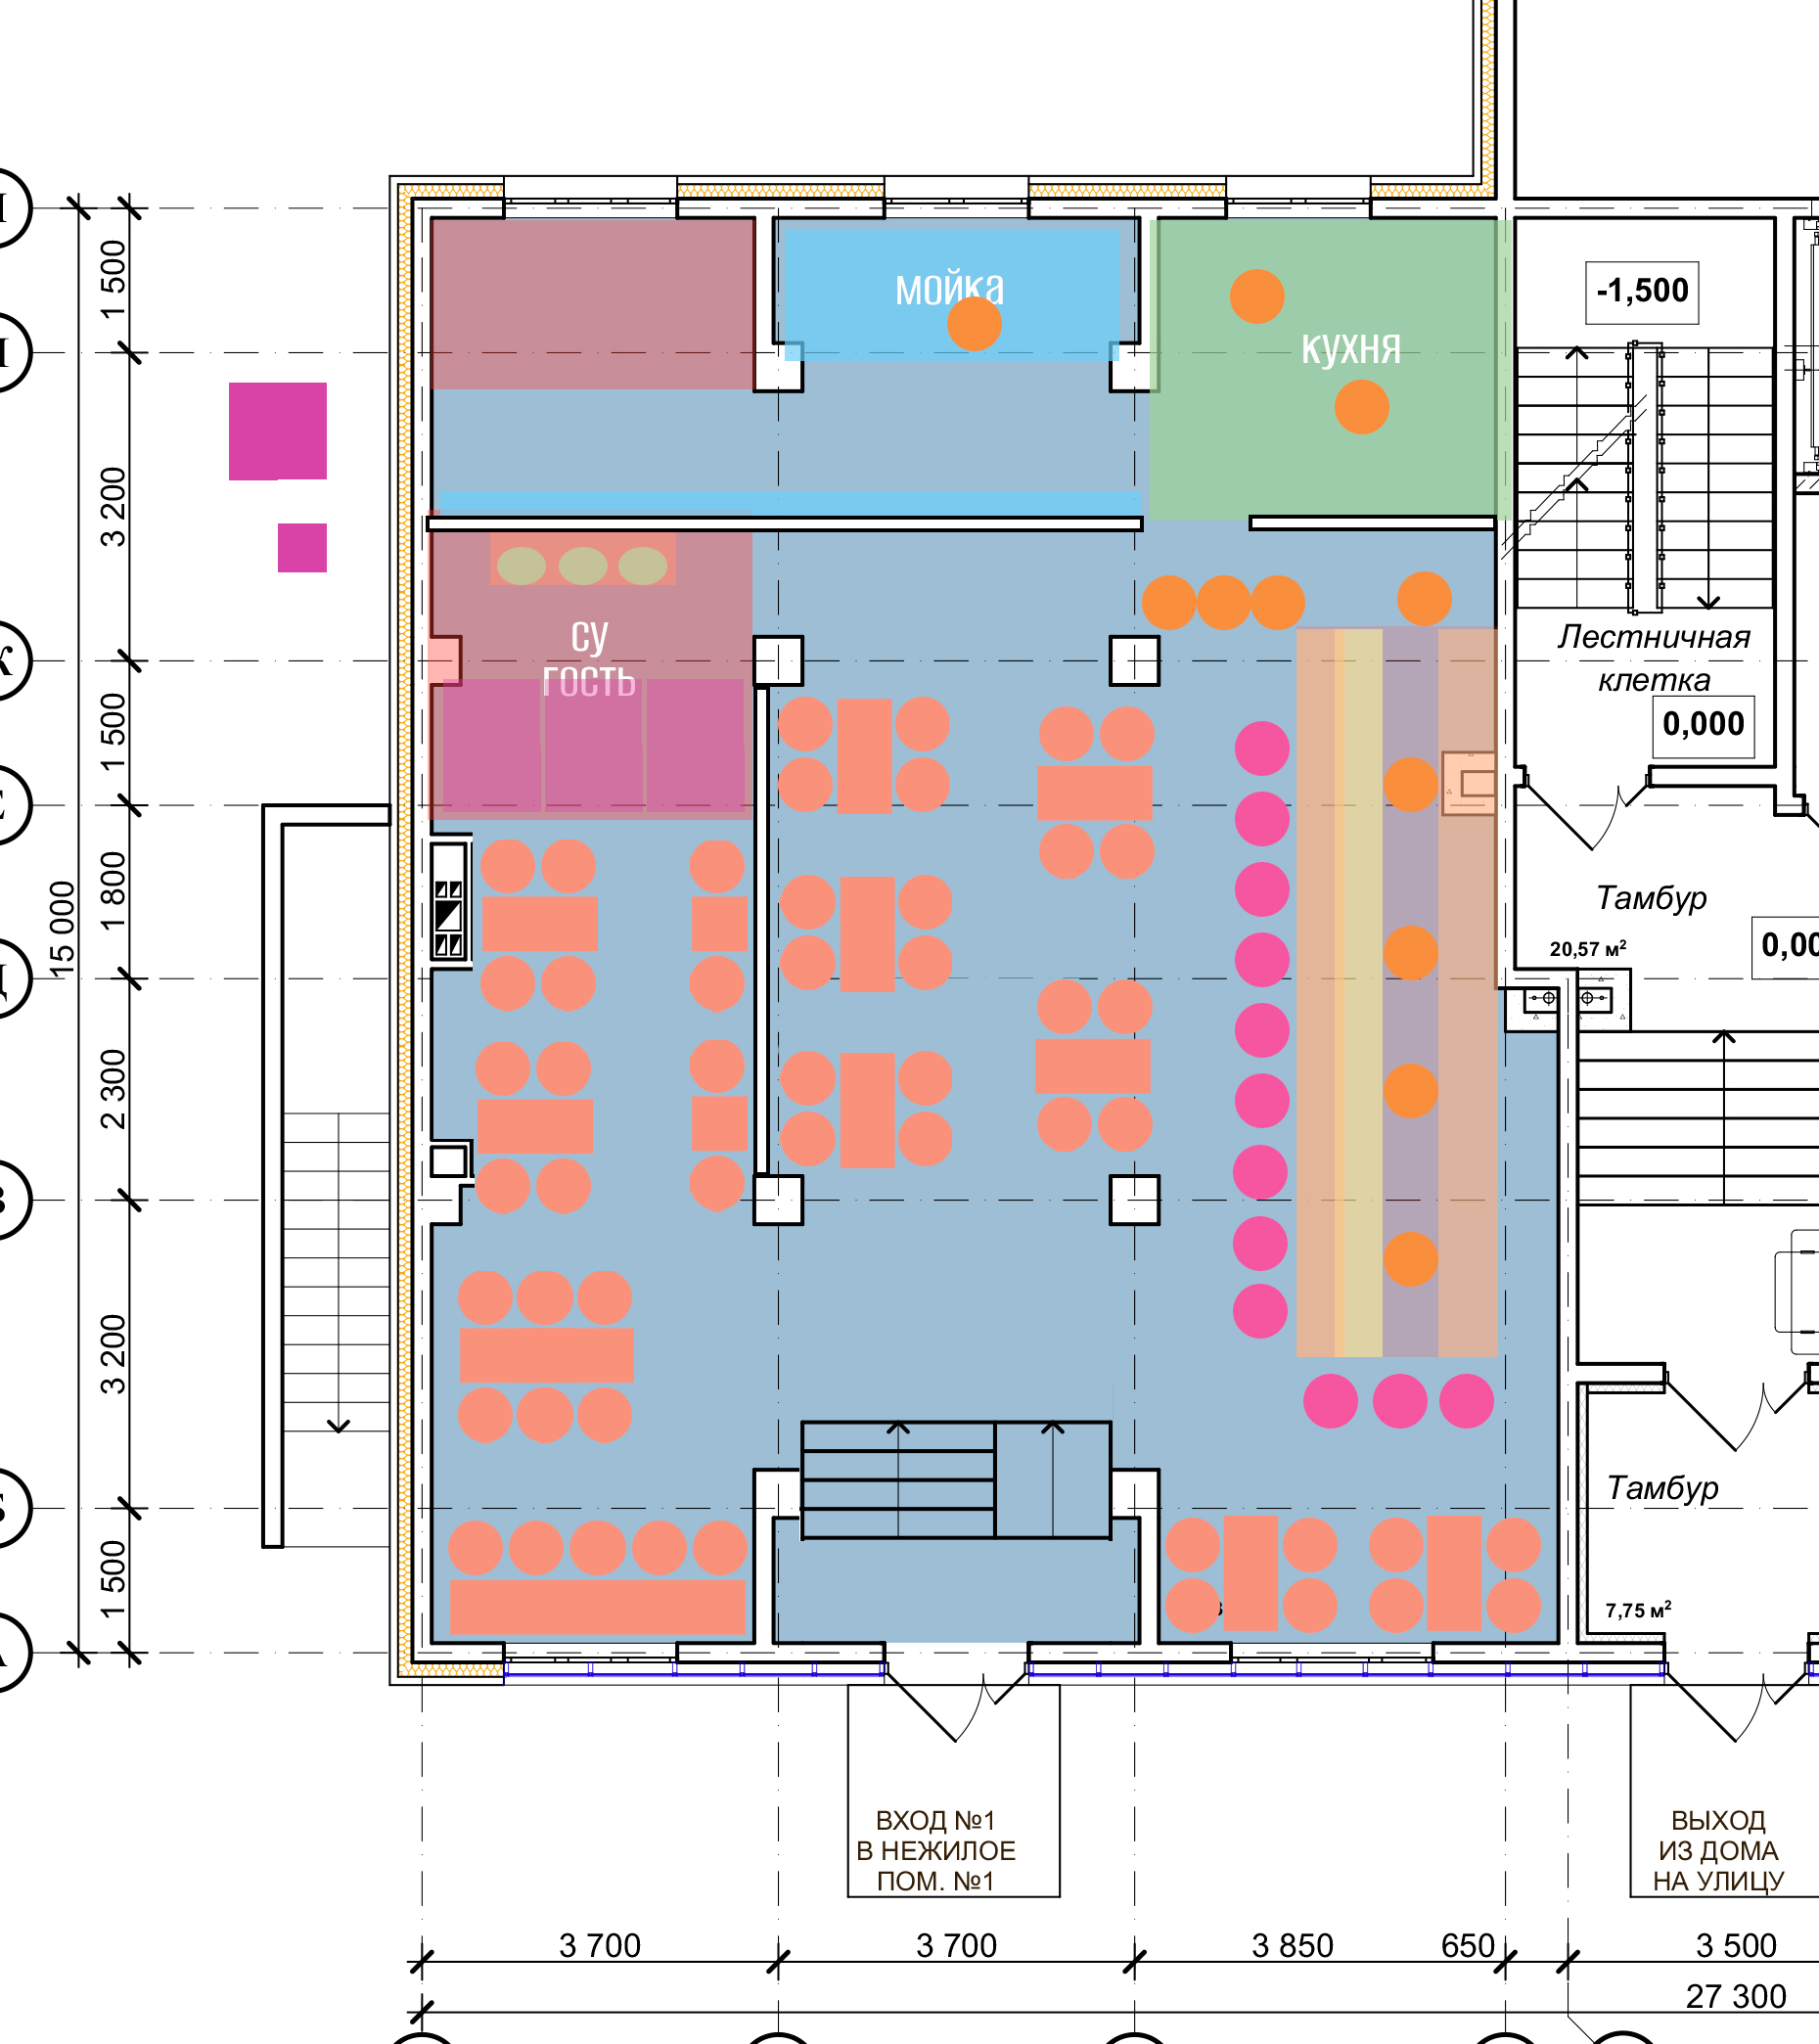 1 500
3 200
1 500
1 800
2 300
3 200
1 500
15 000
К
Д
мойка
кухня
су
гость
-1,500
Лестничная
клетка
0,000
Тамбур
20,57 м²
Тамбур
7,75 м²
ВХОД №1
В НЕЖИЛОЕ
ПОМ. №1
ВЫХОД
ИЗ ДОМА
НА УЛИЦУ
3 700
3 700
3 850
650
3 500
27 300